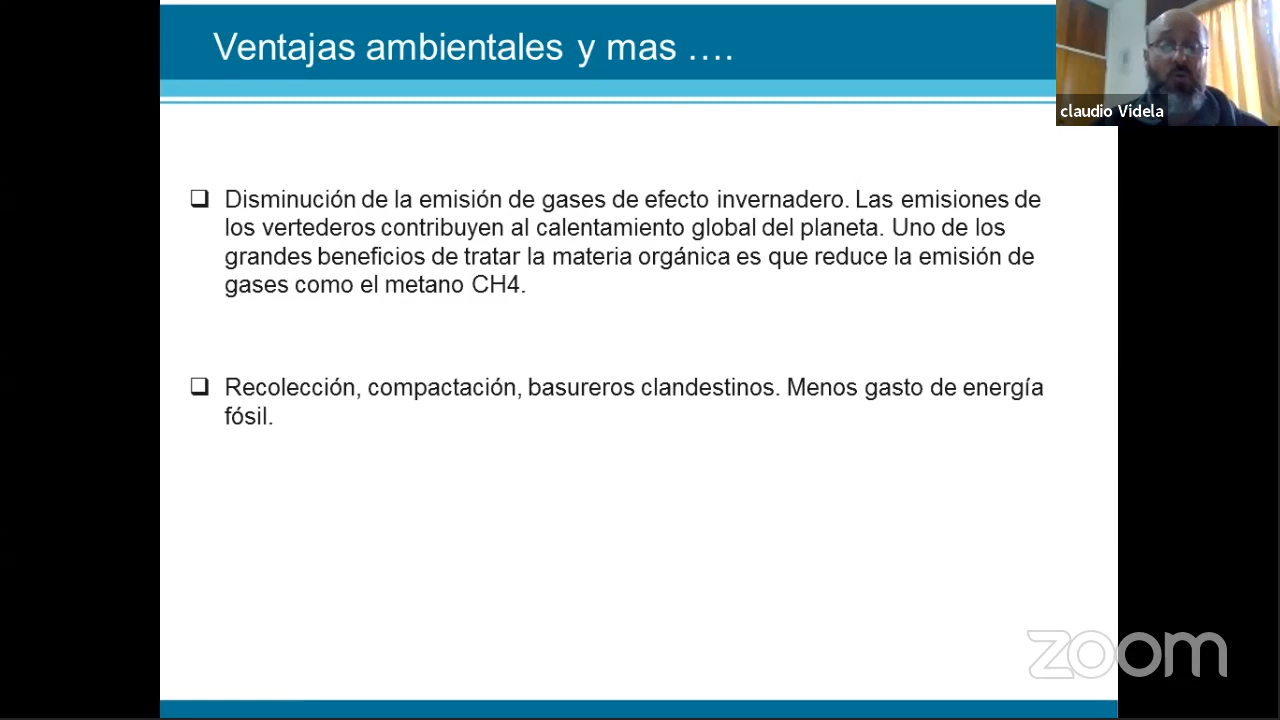 Ventajas ambientales y mas ....
claudio Videla
Disminución de la emisión de gases de efecto invernadero. Las emisiones de
los vertederos contribuyen al calentamiento global del planeta. Uno de los
grandes beneficios de tratar la materia orgánica es que reduce la emisión de
gases como el metano CH4.
Recolección, compactación, basureros clandestinos. Menos gasto de energía
fósil.
zoom